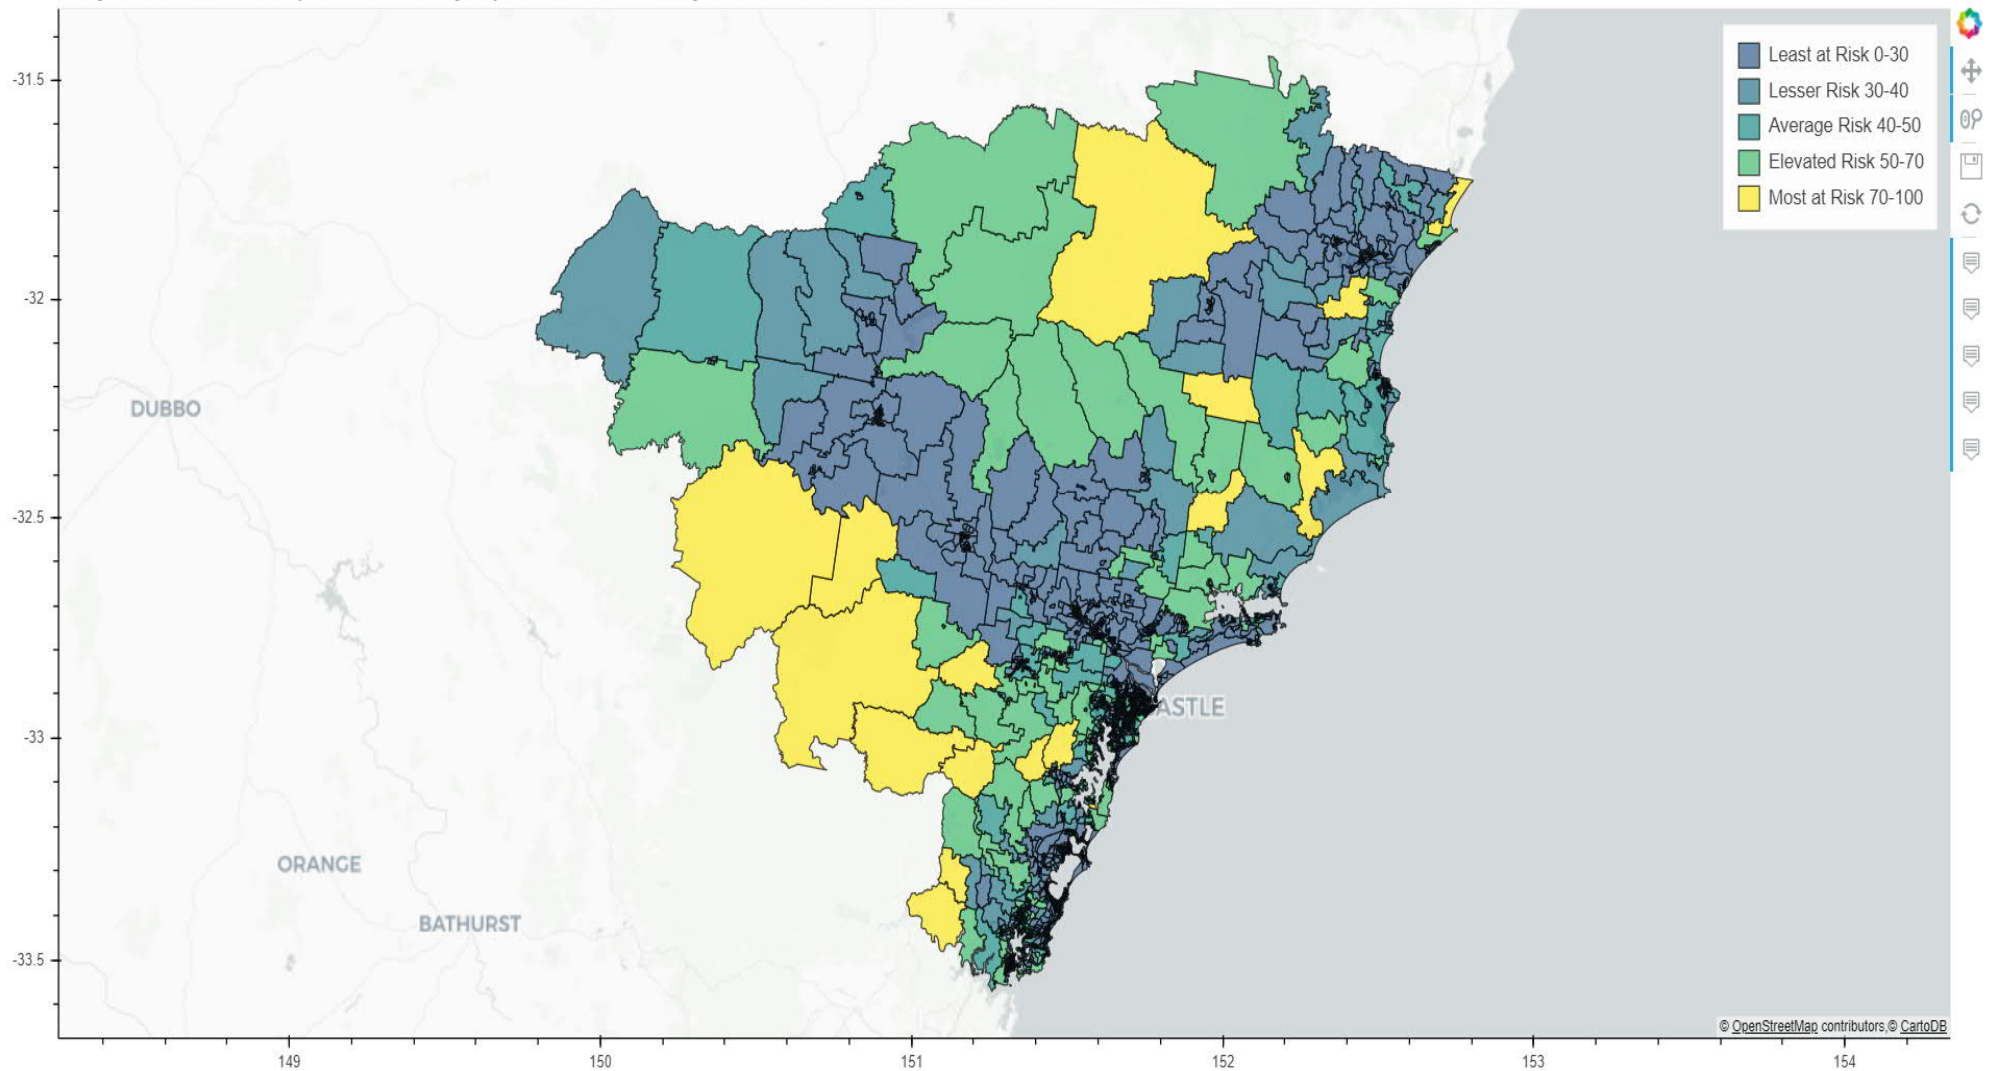 Least at Risk 0-30
Lesser Risk 30-40
Average Risk 40-50
Elevated Risk 50-70
Most at Risk 70-100
-31.5
-32
DUBBO
-32.5
ASTLE
-33
ORANGE
BATHURST
-33.5
© OpenStreetMap contributors,© CartoDB
149
150
151
152
153
154